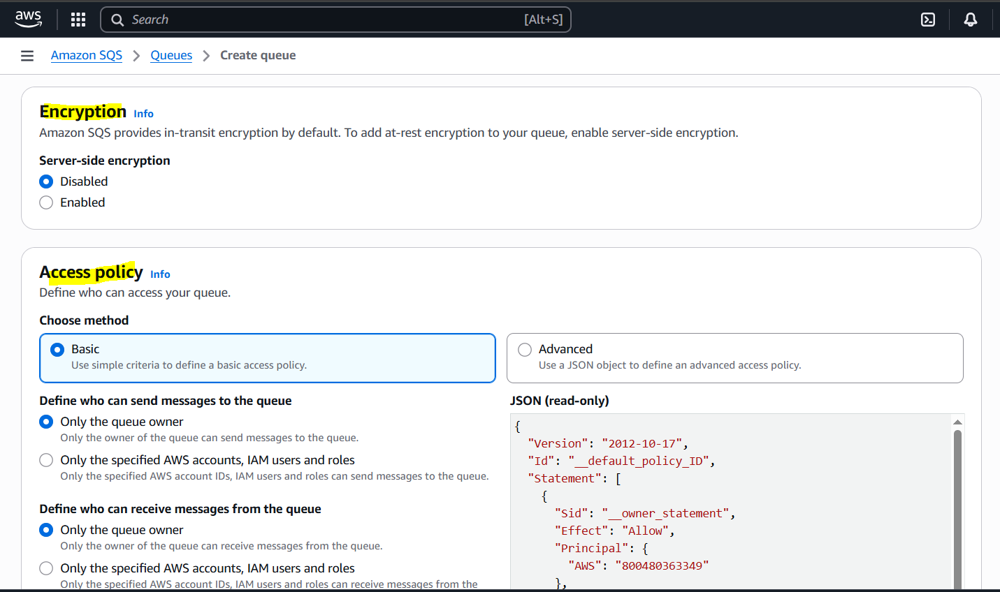 aws
Search [Alt+S]
Amazon SQS > Queues > Create queue
Encryption Info
Amazon SQS provides in-transit encryption by default. To add at-rest encryption to your queue, enable server-side encryption.
Server-side encryption
Disabled
Enabled
Access policy Info
Define who can access your queue.
Choose method
Basic
Use simple criteria to define a basic access policy.
Advanced
Use a JSON object to define an advanced access policy.
Define who can send messages to the queue
Only the queue owner
Only the owner of the queue can send messages to the queue.
Only the specified AWS accounts, IAM users and roles
Only the specified AWS account IDs, IAM users and roles can send messages to the queue.
Define who can receive messages from the queue
Only the queue owner
Only the owner of the queue can receive messages from the queue.
Only the specified AWS accounts, IAM users and roles
Only the specified AWS account IDs, IAM users and roles can receive messages from the
JSON (read-only)
{
"Version": "2012-10-17",
"Id": "__default_policy_ID",
"Statement": [
{
"Sid": "__owner_statement",
"Effect": "Allow",
"Principal": {
"AWS": "800480363349"
},